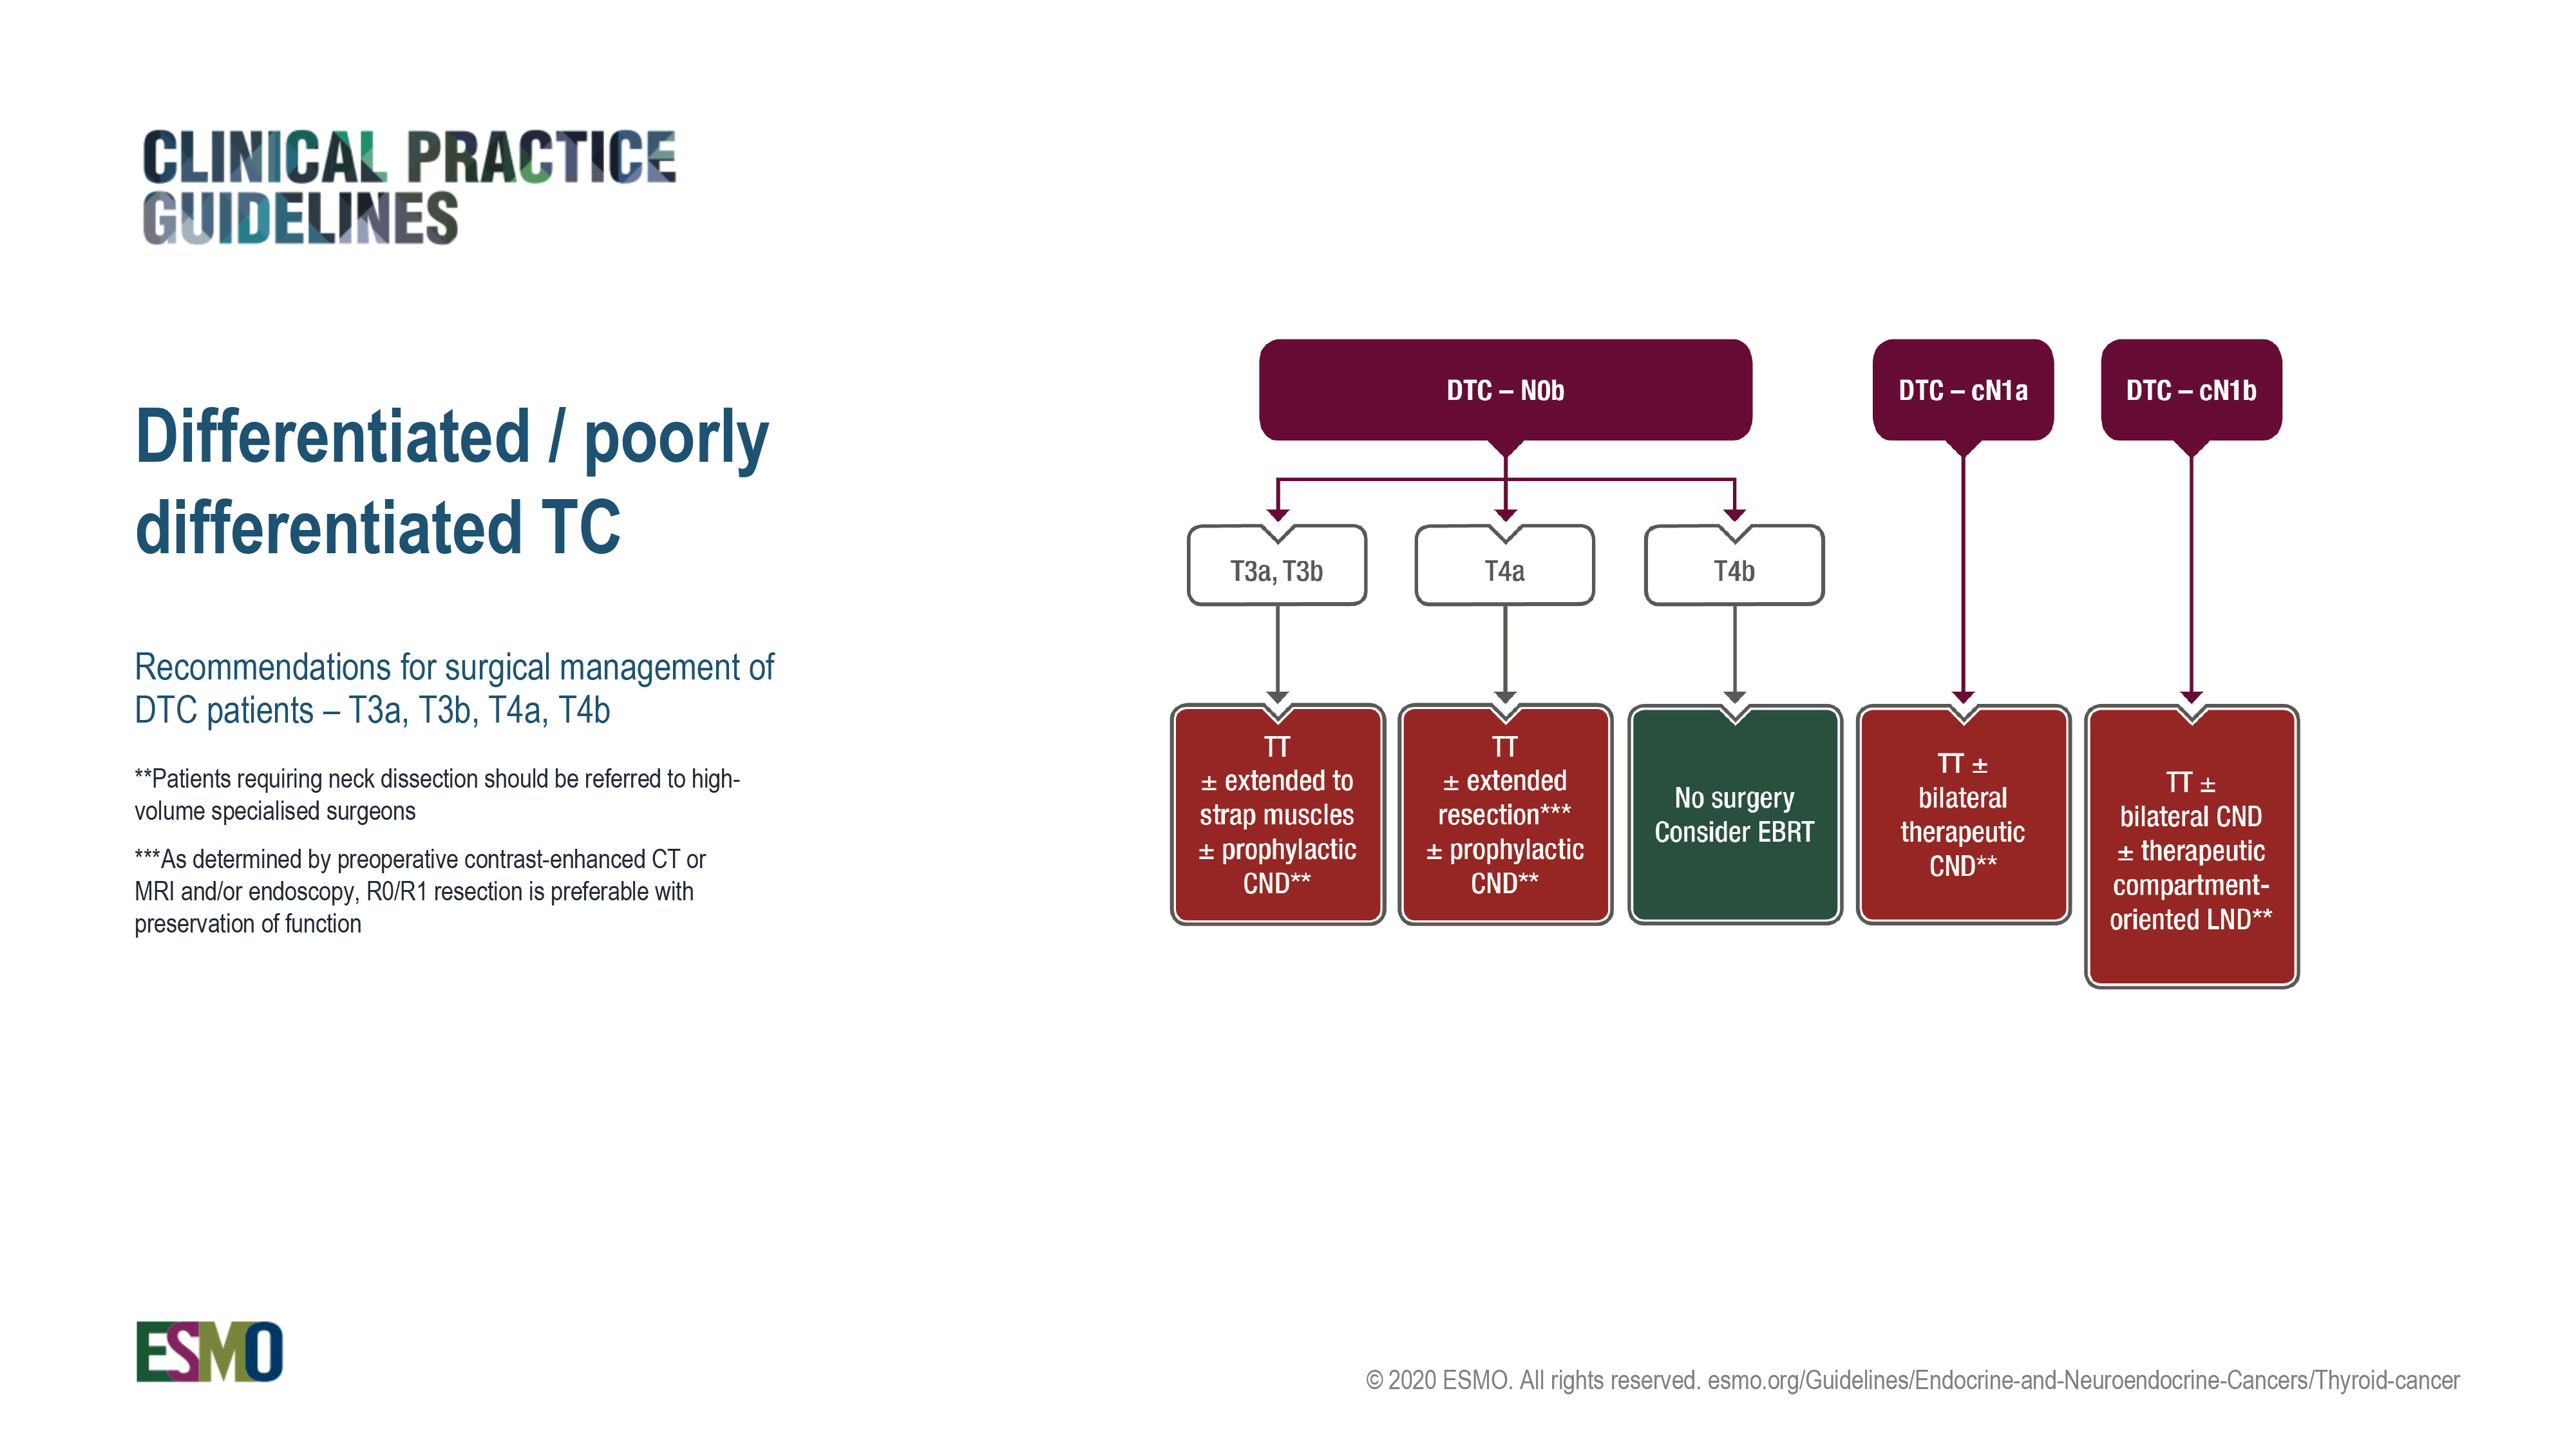 CLINICAL PRACTICE
GUIDELINES
Differentiated / poorly
differentiated TC
Recommendations for surgical management of
DTC patients – T3a, T3b, T4a, T4b
**Patients requiring neck dissection should be referred to high-
volume specialised surgeons
***As determined by preoperative contrast-enhanced CT or
MRI and/or endoscopy, R0/R1 resection is preferable with
preservation of function
DTC – N0b
DTC – cN1a
DTC – cN1b
T3a, T3b
T4a
T4b
TT
± extended to
strap muscles
± prophylactic
CND**
TT
± extended
resection***
± prophylactic
CND**
No surgery
Consider EBRT
TT ±
bilateral
therapeutic
CND**
TT ±
bilateral CND
± therapeutic
compartment-
oriented LND**
ESMO
© 2020 ESMO. All rights reserved. esmo.org/Guidelines/Endocrine-and-Neuroendocrine-Cancers/Thyroid-cancer